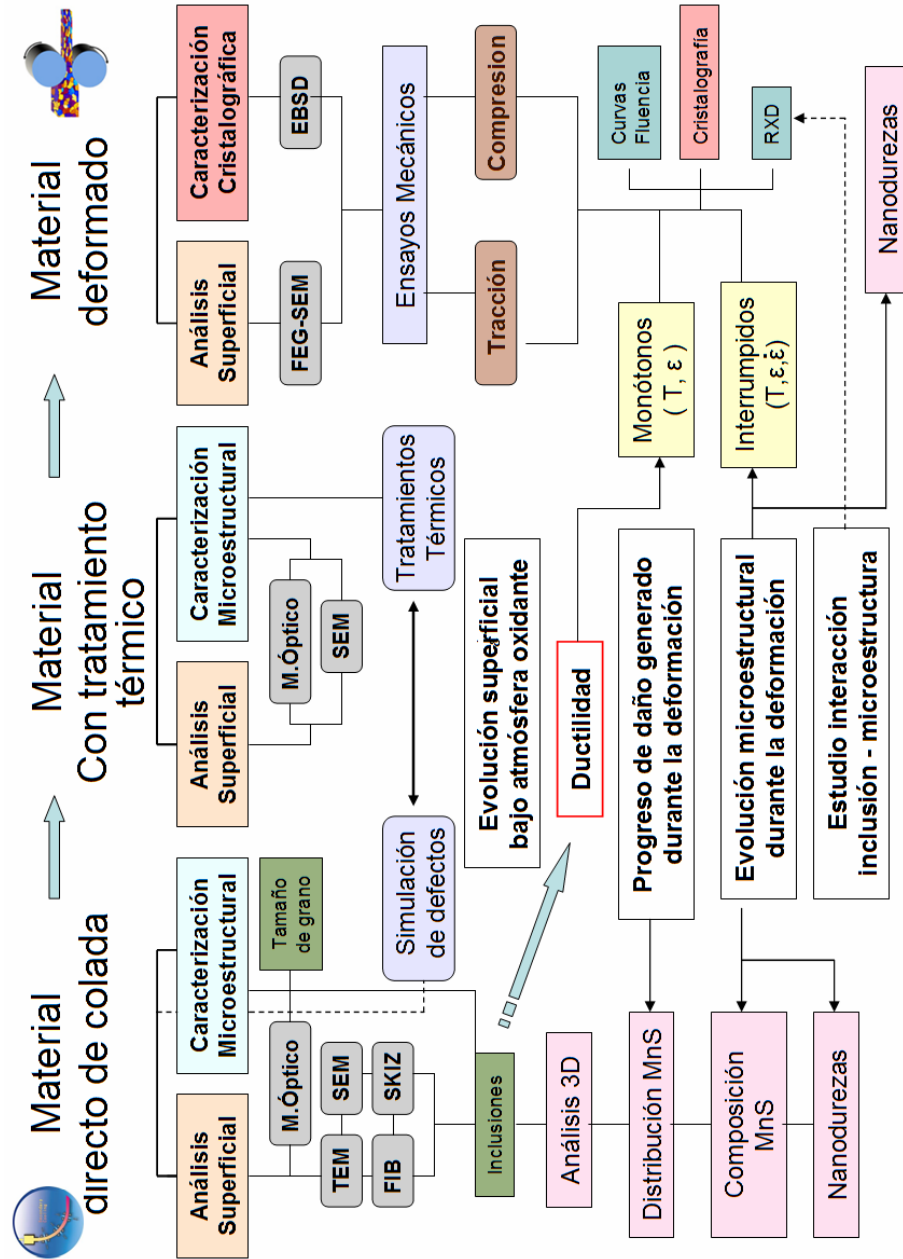 Material
directo de colada
Material
Con tratamiento
térmico
Material
deformado
Análisis
Superficial
Caracterización
Microestructural
Análisis
Superficial
Caracterización
Microestructural
Análisis
Superficial
Caracterización
Cristalográfica
M.Óptico
Tamaño
de grano
TEM
SEM
FIB
SKIZ
M.Óptico
SEM
FEG-SEM
EBSD
Simulación
de defectos
Tratamientos
Térmicos
Ensayos Mecánicos
Inclusiones
Evolución superficial
bajo atmósfera oxidante
Tracción
Compresion
Análisis 3D
Ductilidad
Distribución MnS
Progreso de daño generado
durante la deformación
Monótonos
( T, ε )
Curvas
Fluencia
Cristalografía
RXD
Composición
MnS
Evolución microestructural
durante la deformación
Interrumpidos
(T,ε,ε̇)
Nanodurezas
Estudio interacción
inclusión - microestructura
Nanodurezas